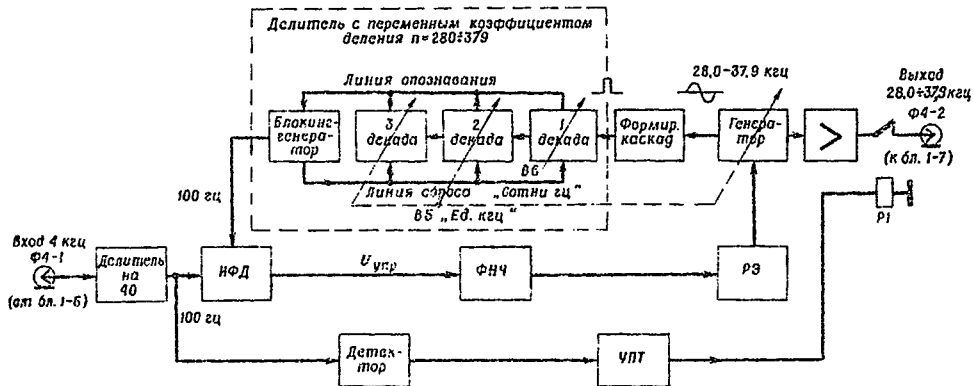 Делитель с переменным коэффициентом
деления n=280÷379
Линия опознавания
28,0-37,9 кгц
Выход
28,0÷37,9 кгц
Ф4-2
(к бл. 1-7)
Блокинг-
генера-
тор
3
декада
2
декада
1
декада
Формир.
каскад
Генера-
тор
>
В6
Линия сброса „Сотни гц“
В5 „Ед. кгц“
100 гц
Р1
Вход 4 кгц
Ф4-1
(от бл. 1-6)
Делитель
на
40
ИФД
Uупр
ФНЧ
РЭ
100 гц
Детек-
тор
УПТ